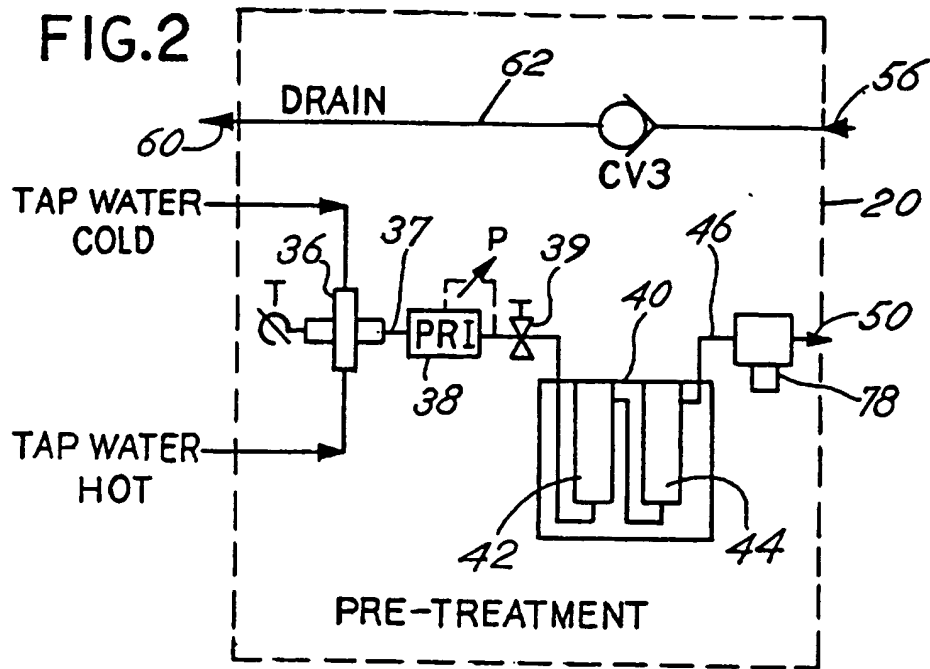 FIG.2
DRAIN
62
56
60
CV3
TAP WATER
COLD
20
36
37
P
39
T
40
46
50
PRI
38
78
TAP WATER
HOT
42
44
PRE-TREATMENT